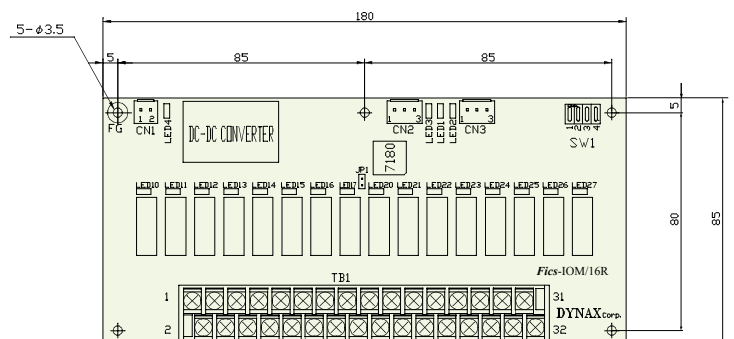 180
5-φ3.5
5
85
85
FG
1 2
CN1
LED4
DC-DC CONVERTER
1 3
CN2
LED3
LED1
LED2
1 3
CN3
1 2 3 4
SW1
5
7180
JP1
LED10 LED11 LED12 LED13 LED14 LED15 LED16 LED17 LED20 LED21 LED22 LED23 LED24 LED25 LED26 LED27
80
85
Fics-IOM/16R
TB1
1
31
DYNAX Corp.
2
32